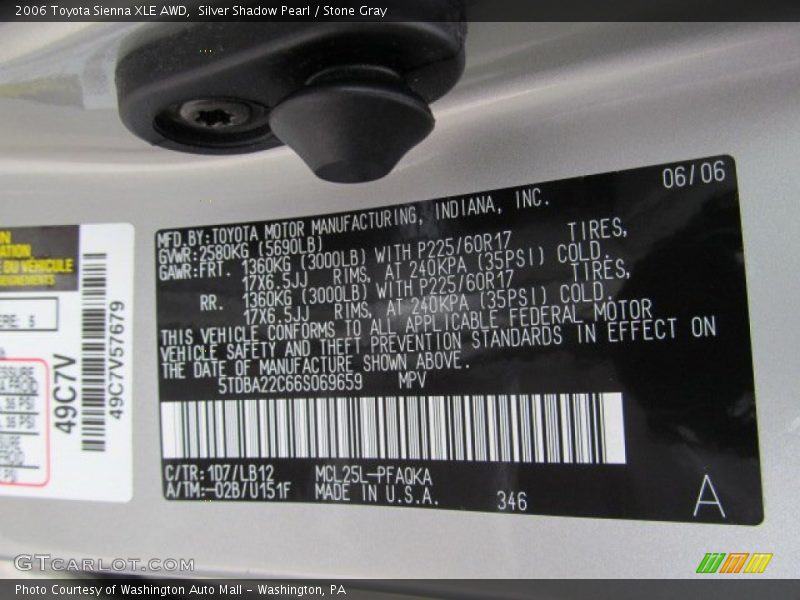 2006 Toyota Sienna XLE AWD,  Silver Shadow Pearl / Stone Gray
06/06
MFD.BY:TOYOTA MOTOR MANUFACTURING, INDIANA, INC.
GVWR:2580KG (5690LB)
GAWR:FRT. 1360KG (3000LB) WITH P225/60R17 TIRES,
17X6.5JJ RIMS, AT 240KPA (35PSI) COLD.
RR. 1360KG (3000LB) WITH P225/60R17 TIRES,
17X6.5JJ RIMS, AT 240KPA (35PSI) COLD.
THIS VEHICLE CONFORMS TO ALL APPLICABLE FEDERAL MOTOR
VEHICLE SAFETY AND THEFT PREVENTION STANDARDS IN EFFECT ON
THE DATE OF MANUFACTURE SHOWN ABOVE.
5TDBA22C66S069659 MPV
C/TR:1D7/LB12 MCL25L-PFAQKA
A/TM:-02B/U151F MADE IN U.S.A. 346
A
DU VÉHICULE
49C7V
49C7V57679
GTCARLOT.COM
Photo Courtesy of Washington Auto Mall - Washington, PA